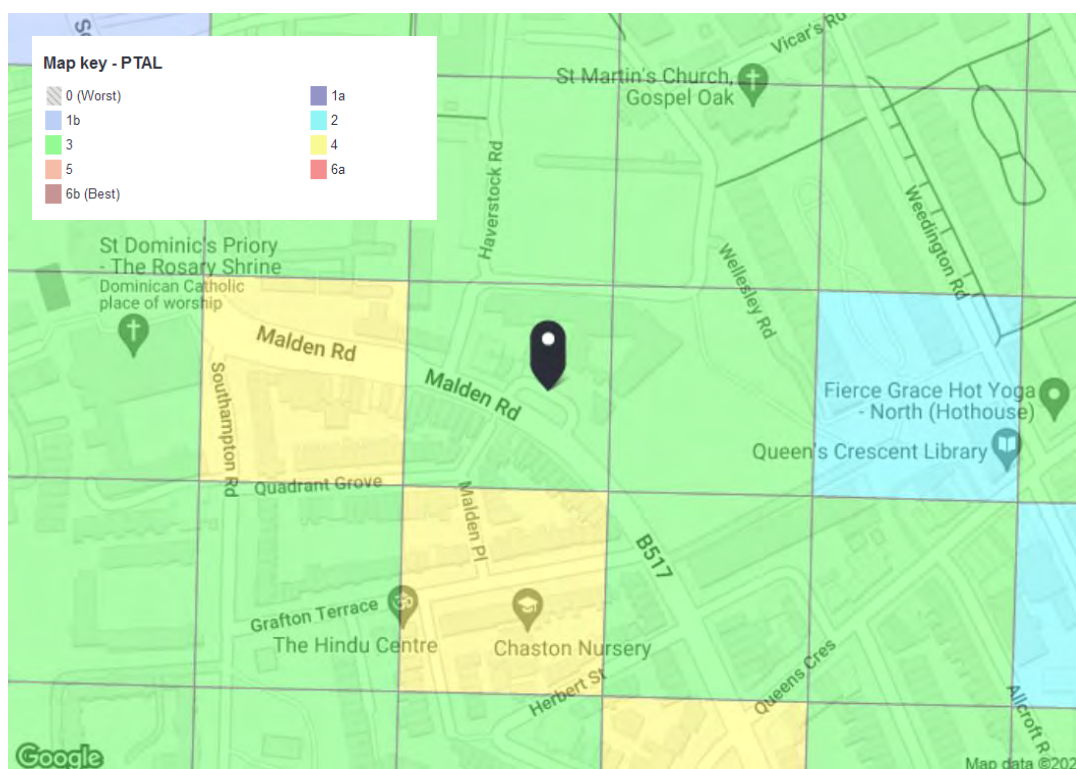 Vicar's Rd
Map key - PTAL
0 (Worst)
1a
1b
2
3
4
5
6a
6b (Best)
St Martin's Church,
Gospel Oak
Haverstock Rd
Weedington Rd
Wellesley Rd
St Dominic's Priory
- The Rosary Shrine
Dominican Catholic
place of worship
Malden Rd
Malden Rd
Southampton Rd
Fierce Grace Hot Yoga
- North (Hothouse)
Queen's Crescent Library
Quadrant Grove
Malden Pl
B517
Grafton Terrace
The Hindu Centre
Chaston Nursery
Herbert St
Queens Cres
Allcroft R
Google
Map data ©202